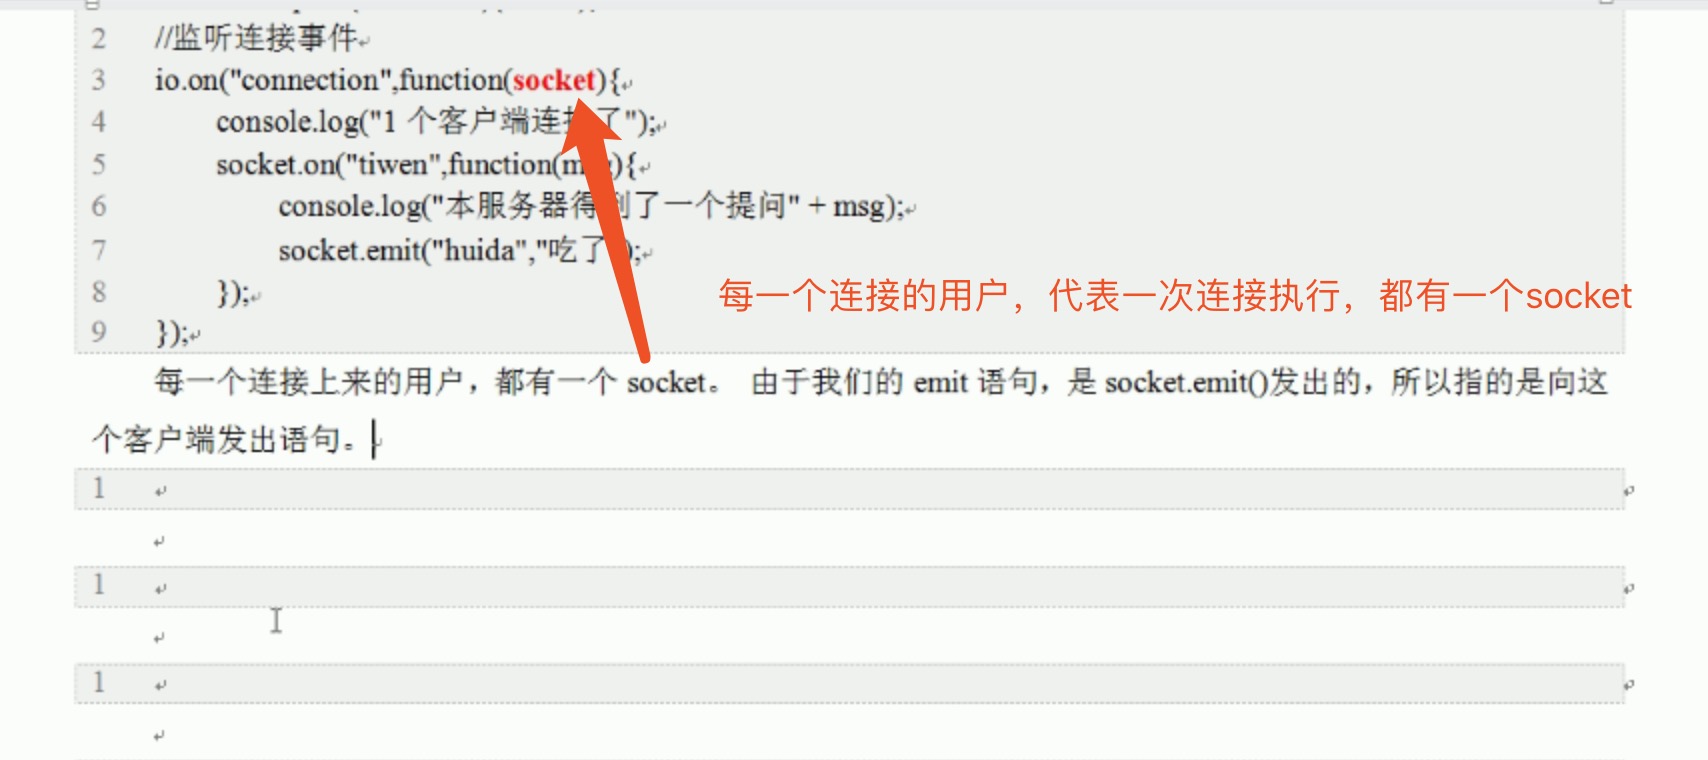 2 //监听连接事件
3 io.on("connection",function(socket){
4 console.log("1 个客户端连接了");
5 socket.on("tiwen",function(msg){
6 console.log("本服务器得到了一个提问" + msg);
7 socket.emit("huida","吃了");
8 });
每一个连接的用户，代表一次连接执行，都有一个socket
9 });
每一个连接上来的用户，都有一个 socket。 由于我们的 emit 语句，是 socket.emit()发出的，所以指的是向这
个客户端发出语句。
1
1
1